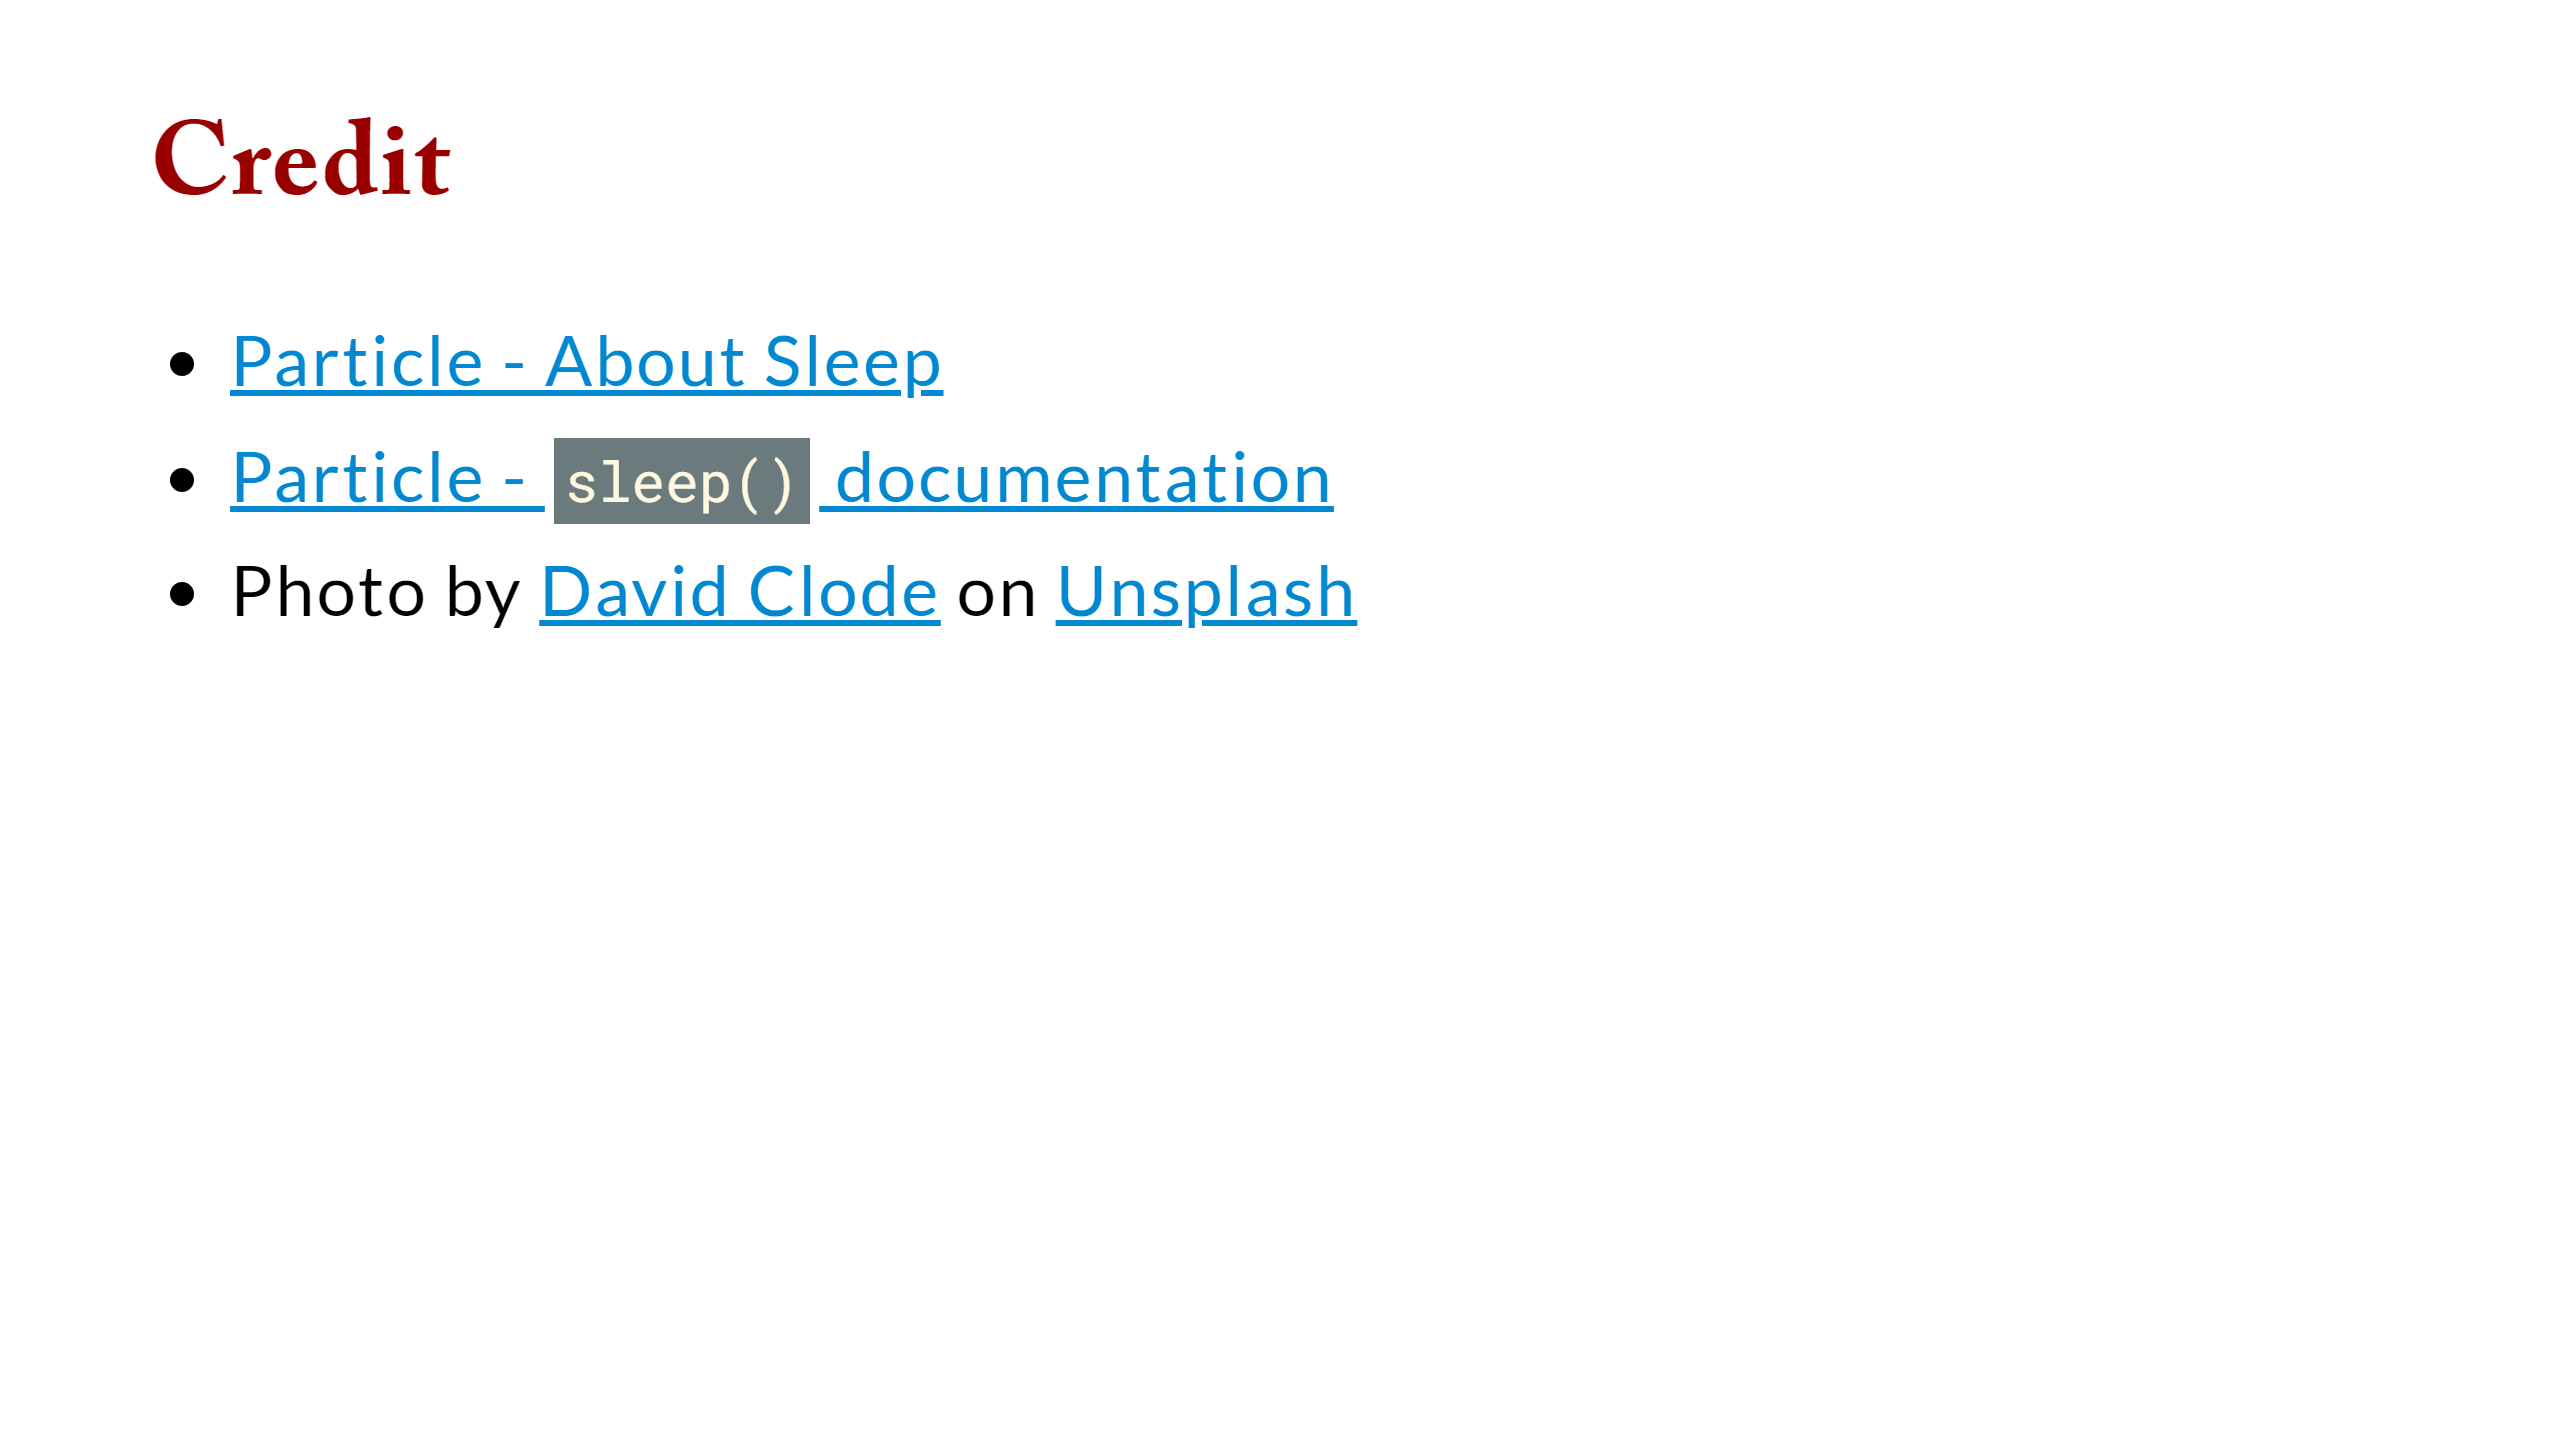 Credit
Particle - About Sleep
Particle - sleep() documentation
Photo by David Clode on Unsplash